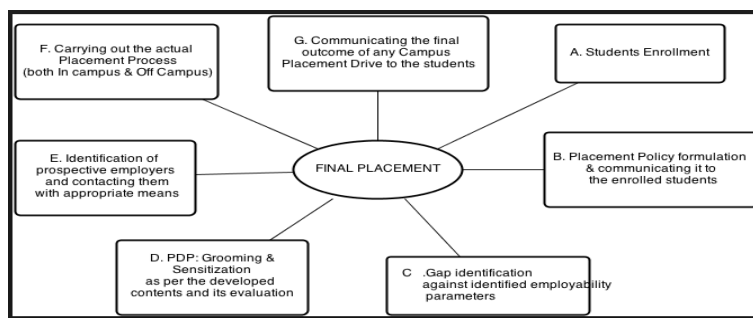 F. Carrying out the actual
Placement Process
(both In campus & Off Campus)
G. Communicating the final
outcome of any Campus
Placement Drive to the students
A. Students Enrollment
E. Identification of
prospective employers
and contacting them
with appropriate means
FINAL PLACEMENT
B. Placement Policy formulation
& communicating it to
the enrolled students
D. PDP: Grooming &
Sensitization
as per the developed
contents and its evaluation
C .Gap identification
against identified employability
parameters